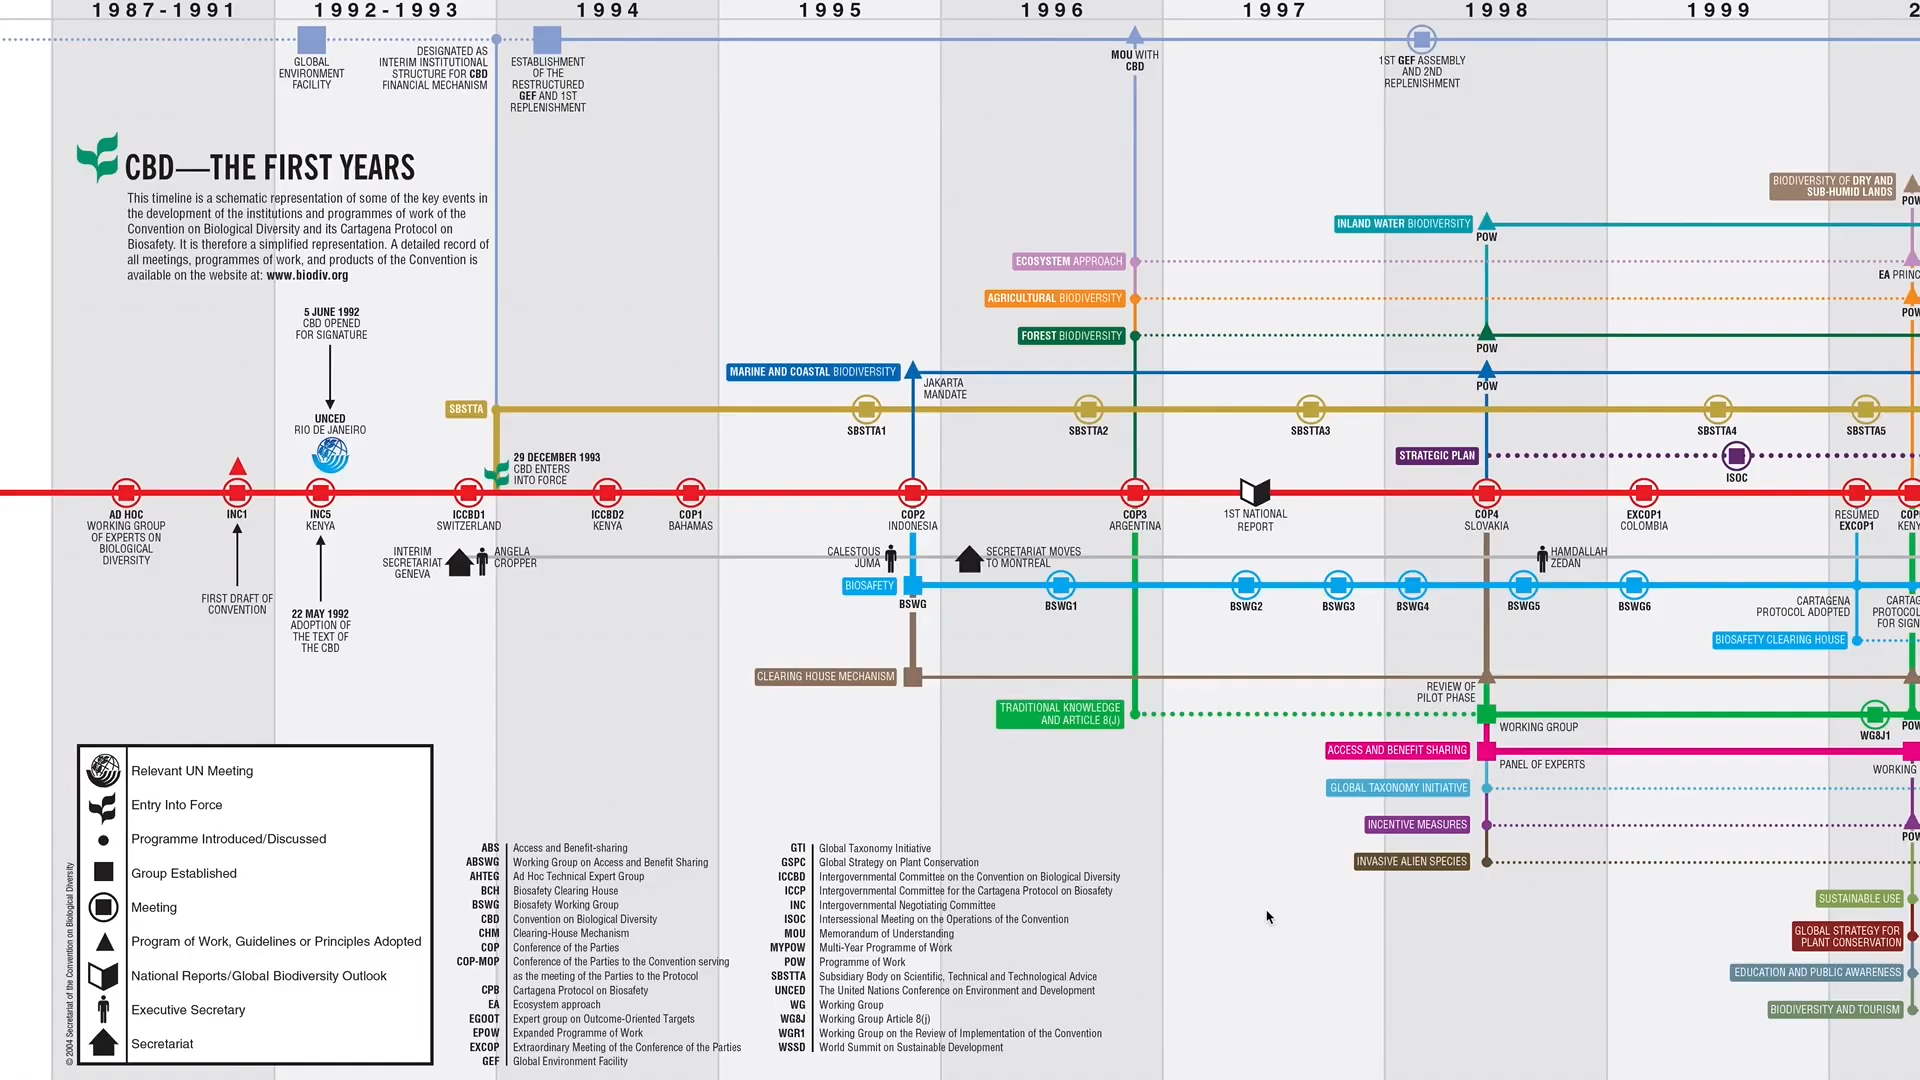 1987-1991
1992-1993
1994
1995
1996
1997
1998
1999
GLOBAL
ENVIRONMENT
FACILITY
DESIGNATED AS
INTERIM INSTITUTIONAL
STRUCTURE FOR CBD
FINANCIAL MECHANISM
ESTABLISHMENT
OF THE
RESTRUCTURED
GEF AND 1ST
REPLENISHMENT
MOU WITH
CBD
1ST GEF ASSEMBLY
AND 2ND
REPLENISHMENT
CBD—THE FIRST YEARS
This timeline is a schematic representation of some of the key events in
the development of the institutions and programmes of work of the
Convention on Biological Diversity and its Cartagena Protocol on
Biosafety. It is therefore a simplified representation. A detailed record of
all meetings, programmes of work, and products of the Convention is
available on the website at: www.biodiv.org
BIODIVERSITY OF DRY AND
SUB-HUMID LANDS
POW
INLAND WATER BIODIVERSITY
POW
ECOSYSTEM APPROACH
EA PRINC
AGRICULTURAL BIODIVERSITY
POW
FOREST BIODIVERSITY
POW
MARINE AND COASTAL BIODIVERSITY
JAKARTA
MANDATE
POW
5 JUNE 1992
CBD OPENED
FOR SIGNATURE
UNCED
RIO DE JANEIRO
SBSTTA
SBSTTA1
SBSTTA2
SBSTTA3
SBSTTA4
SBSTTA5
29 DECEMBER 1993
CBD ENTERS
INTO FORCE
STRATEGIC PLAN
ISOC
AD HOC
WORKING GROUP
OF EXPERTS ON
BIOLOGICAL
DIVERSITY
INC1
INC5
KENYA
ICCBD1
SWITZERLAND
ICCBD2
KENYA
COP1
BAHAMAS
COP2
INDONESIA
COP3
ARGENTINA
1ST NATIONAL
REPORT
COP4
SLOVAKIA
EXCOP1
COLOMBIA
RESUMED
EXCOP1
COP
KENY
INTERIM
SECRETARIAT
GENEVA
ANGELA
CROPPER
CALESTOUS
JUMA
SECRETARIAT MOVES
TO MONTREAL
HAMDALLAH
ZEDAN
FIRST DRAFT OF
CONVENTION
22 MAY 1992
ADOPTION OF
THE TEXT OF
THE CBD
BIOSAFETY
BSWG
BSWG1
BSWG2
BSWG3
BSWG4
BSWG5
BSWG6
CARTAGENA
PROTOCOL ADOPTED
CARTAG
PROTOCOL
FOR SIGN
BIOSAFETY CLEARING HOUSE
CLEARING HOUSE MECHANISM
REVIEW OF
PILOT PHASE
TRADITIONAL KNOWLEDGE
AND ARTICLE 8(J)
WORKING GROUP
WG8J1
POW
ACCESS AND BENEFIT SHARING
PANEL OF EXPERTS
WORKING
GLOBAL TAXONOMY INITIATIVE
INCENTIVE MEASURES
POW
INVASIVE ALIEN SPECIES
SUSTAINABLE USE
GLOBAL STRATEGY FOR
PLANT CONSERVATION
EDUCATION AND PUBLIC AWARENESS
BIODIVERSITY AND TOURISM
Relevant UN Meeting
Entry Into Force
Programme Introduced/Discussed
Group Established
Meeting
Program of Work, Guidelines or Principles Adopted
National Reports/Global Biodiversity Outlook
Executive Secretary
Secretariat
© 2004 Secretariat of the Convention on Biological Diversity
ABS Access and Benefit-sharing
ABSWG Working Group on Access and Benefit Sharing
AHTEG Ad Hoc Technical Expert Group
BCH Biosafety Clearing House
BSWG Biosafety Working Group
CBD Convention on Biological Diversity
CHM Clearing-House Mechanism
COP Conference of the Parties
COP-MOP Conference of the Parties to the Convention serving
as the meeting of the Parties to the Protocol
CPB Cartagena Protocol on Biosafety
EA Ecosystem approach
EGOOT Expert group on Outcome-Oriented Targets
EPOW Expanded Programme of Work
EXCOP Extraordinary Meeting of the Conference of the Parties
GEF Global Environment Facility
GTI Global Taxonomy Initiative
GSPC Global Strategy on Plant Conservation
ICCBD Intergovernmental Committee on the Convention on Biological Diversity
ICCP Intergovernmental Committee for the Cartagena Protocol on Biosafety
INC Intergovernmental Negotiating Committee
ISOC Intersessional Meeting on the Operations of the Convention
MOU Memorandum of Understanding
MYPOW Multi-Year Programme of Work
POW Programme of Work
SBSTTA Subsidiary Body on Scientific, Technical and Technological Advice
UNCED The United Nations Conference on Environment and Development
WG Working Group
WG8J Working Group Article 8(j)
WGR1 Working Group on the Review of Implementation of the Convention
WSSD World Summit on Sustainable Development